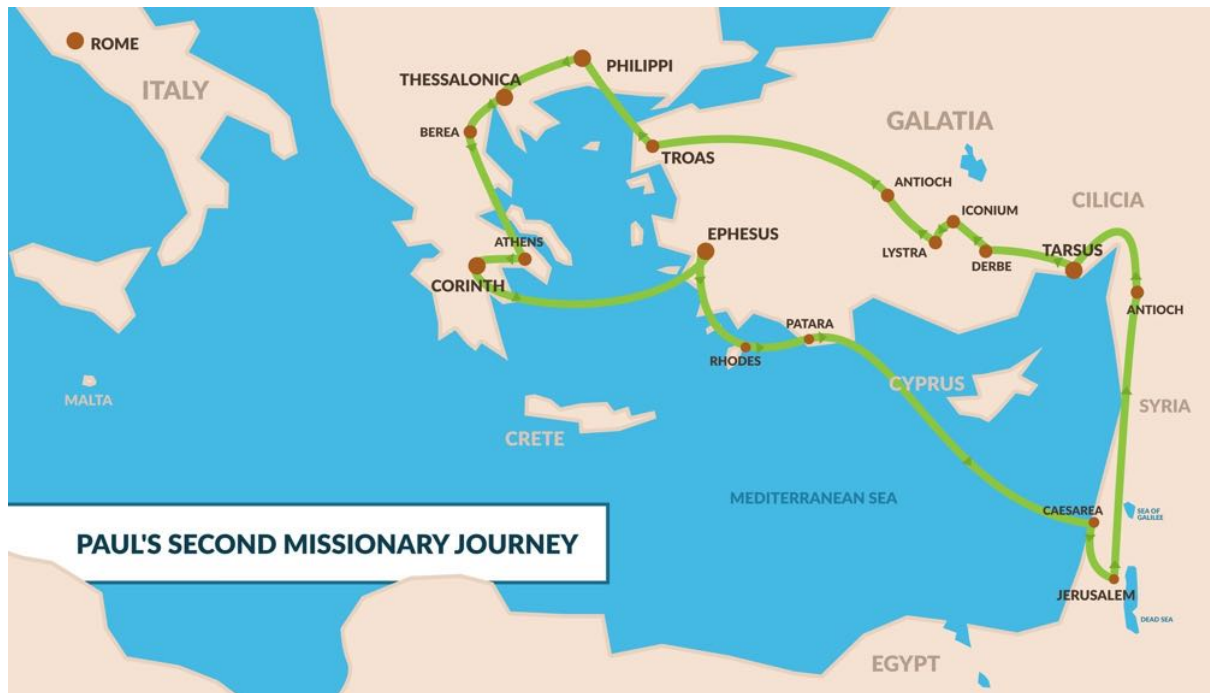 ROME
ITALY
THESSALONICA
PHILIPPI
BEREA
TROAS
GALATIA
ANTIOCH
CILICIA
ICONIUM
LYSTRA
DERBE
TARSUS
ATHENS
EPHESUS
CORINTH
ANTIOCH
PATARA
RHODES
CYPRUS
MALTA
CRETE
SYRIA
MEDITERRANEAN SEA
CAESAREA
SEA OF
GALILEE
PAUL'S SECOND MISSIONARY JOURNEY
JERUSALEM
DEAD SEA
EGYPT